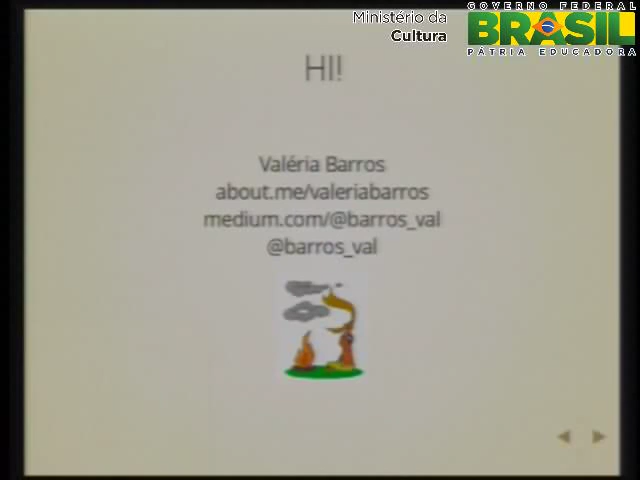 Ministério da
Cultura
GOVERNO FEDERAL
BRASIL
PÁTRIA EDUCADORA
HI!
Valéria Barros
about.me/valeriabarros
medium.com/@barros_val
@barros_val